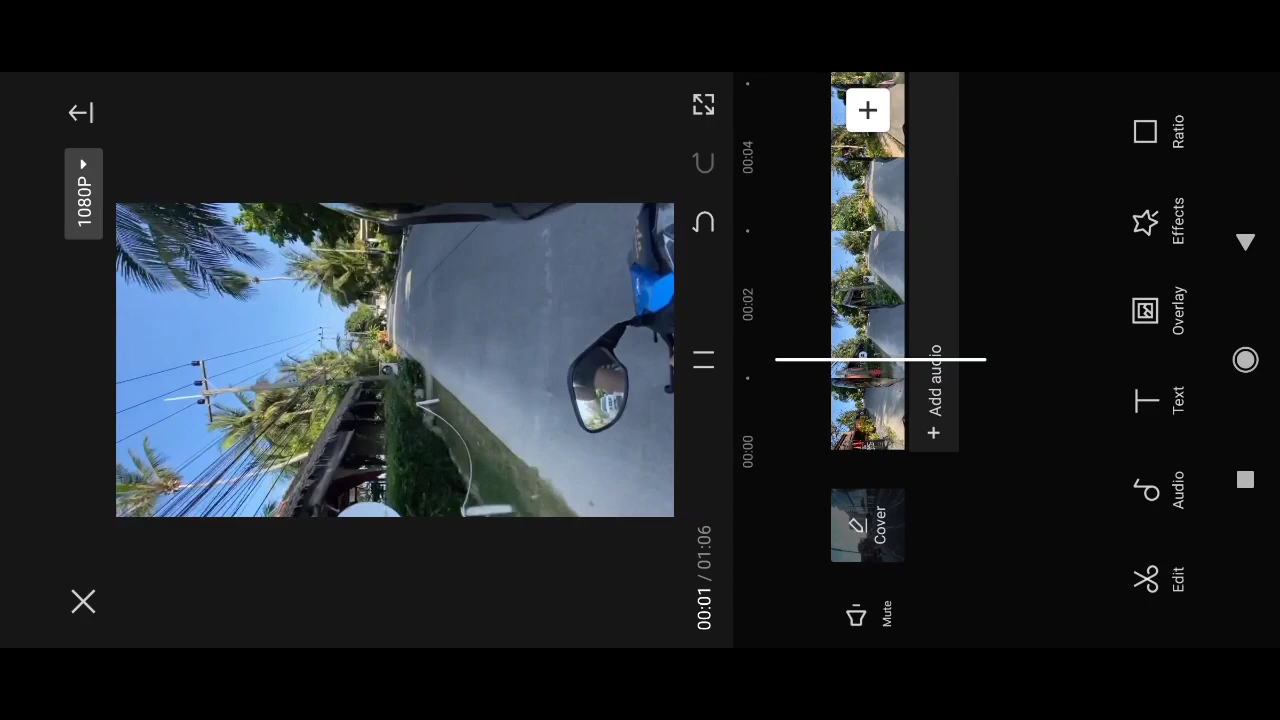 1080P
00:01 / 01:06
00:00
00:02
00:04
Mute
Cover
+ Add audio
Edit
Audio
Text
Overlay
Effects
Ratio